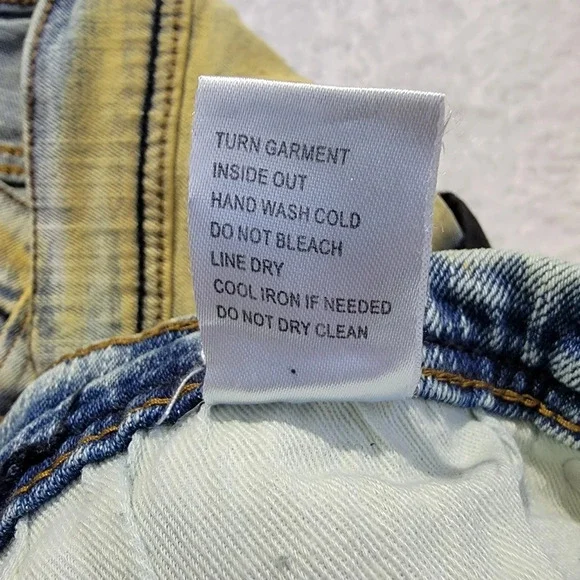 TURN GARMENT
INSIDE OUT
HAND WASH COLD
DO NOT BLEACH
LINE DRY
COOL IRON IF NEEDED
DO NOT DRY CLEAN